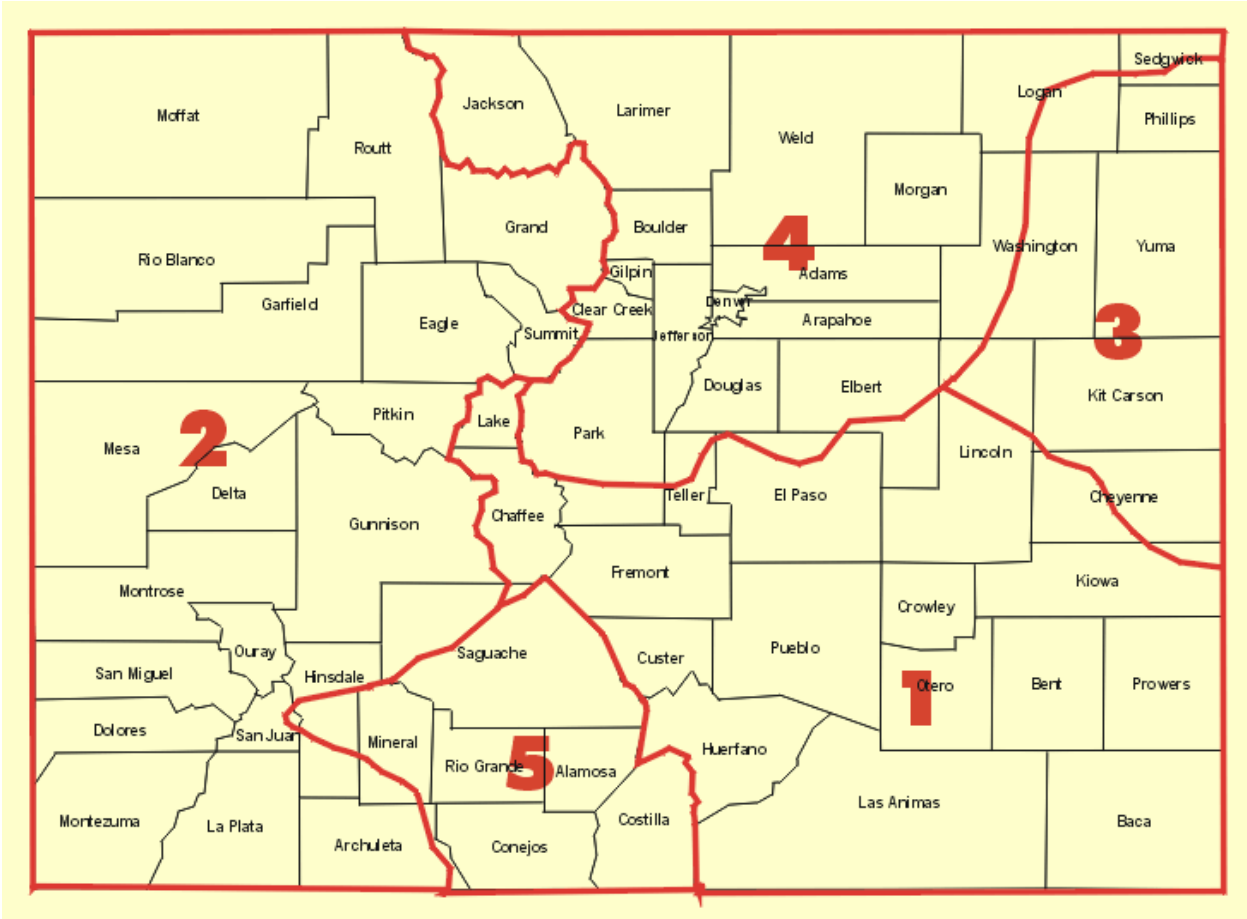 Sedgwick
Jackson
Larimer
Logan
Moffat
Phillips
Weld
Routt
Morgan
Grand
Boulder
4
Washington
Yuma
Rio Blanco
Gilpin
Adams
Garfield
Denver
Clear Creek
Eagle
Summit
Arapahoe
3
Jefferson
Douglas
Elbert
Kit Carson
Pitkin
Lake
Park
2
Mesa
Lincoln
Delta
Teller
El Paso
Cheyenne
Gunnison
Chaffee
Fremont
Kiowa
Montrose
Crowley
Ouray
Saguache
Custer
Pueblo
San Miguel
Hinsdale
1
Otero
Bent
Prowers
Dolores
San Juan
Mineral
Huerfano
Rio Grande
5
Alamosa
Las Animas
Montezuma
La Plata
Costilla
Baca
Archuleta
Conejos